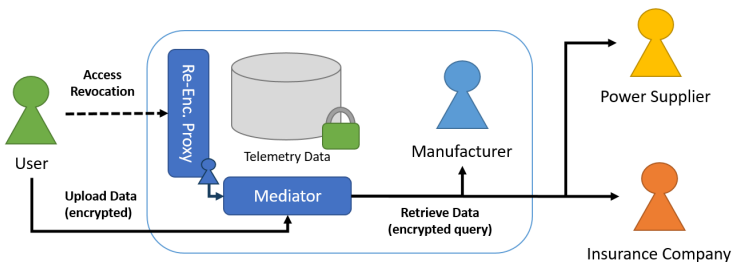 Access
Revocation
User
Upload Data
(encrypted)
Re-Enc. Proxy
Telemetry Data
Mediator
Manufacturer
Retrieve Data
(encrypted query)
Power Supplier
Insurance Company